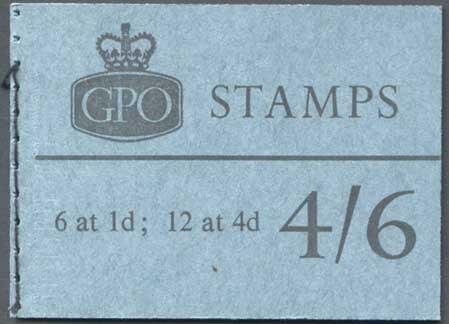 GPO STAMPS
6 at 1d; 12 at 4d 4/6